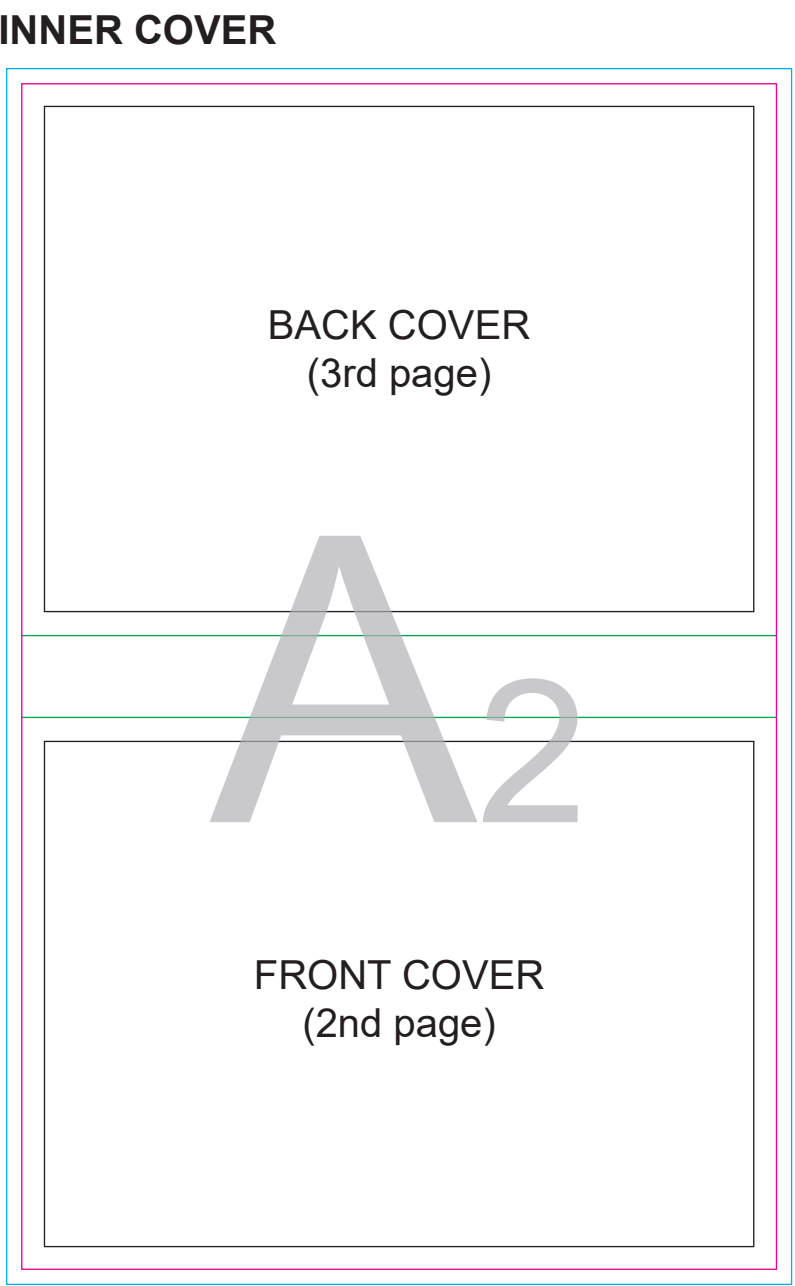 INNER COVER
BACK COVER
(3rd page)
A2
FRONT COVER
(2nd page)